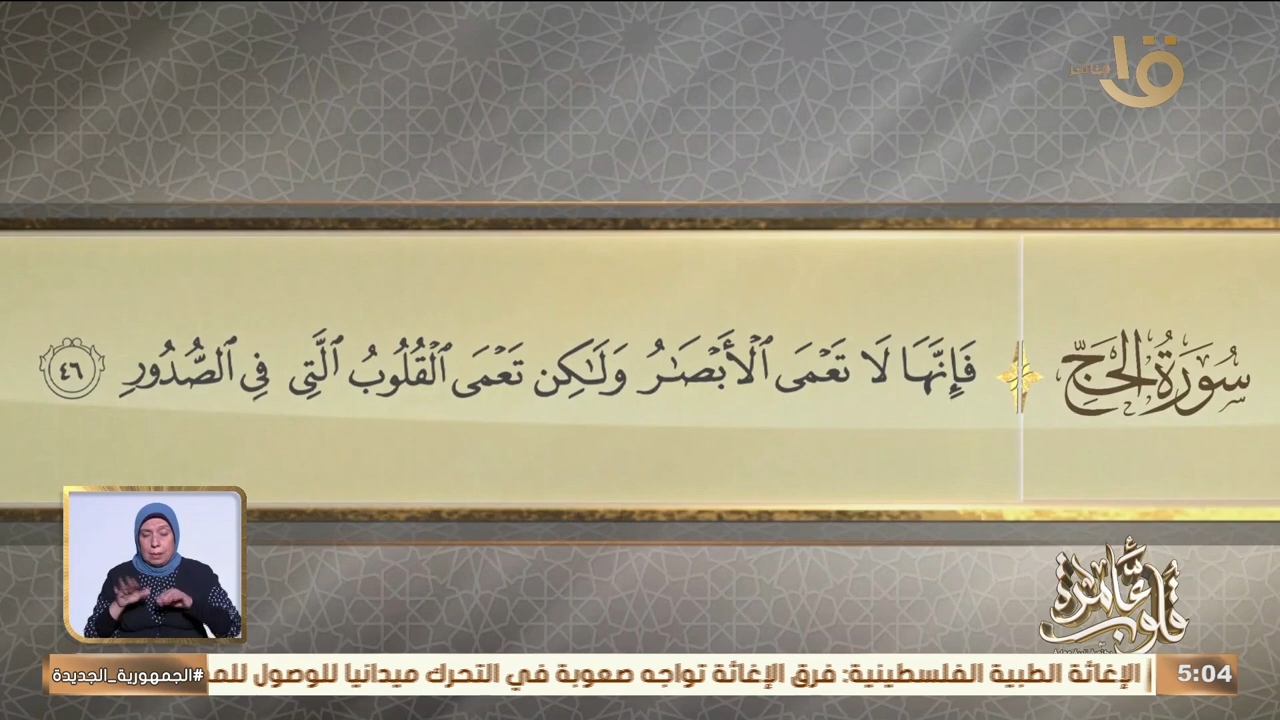 سُورَةُ الحَجِّ
فَإِنَّهَا لَا تَعْمَى ٱلْأَبْصَـٰرُ وَلَـٰكِن تَعْمَى ٱلْقُلُوبُ ٱلَّتِى فِى ٱلصُّدُورِ ٤٦
قلوب عامرة
5:04
الإغاثة الطبية الفلسطينية: فرق الإغاثة تواجه صعوبة في التحرك ميدانيا للوصول للمـ
#الجمهورية_الجديدة